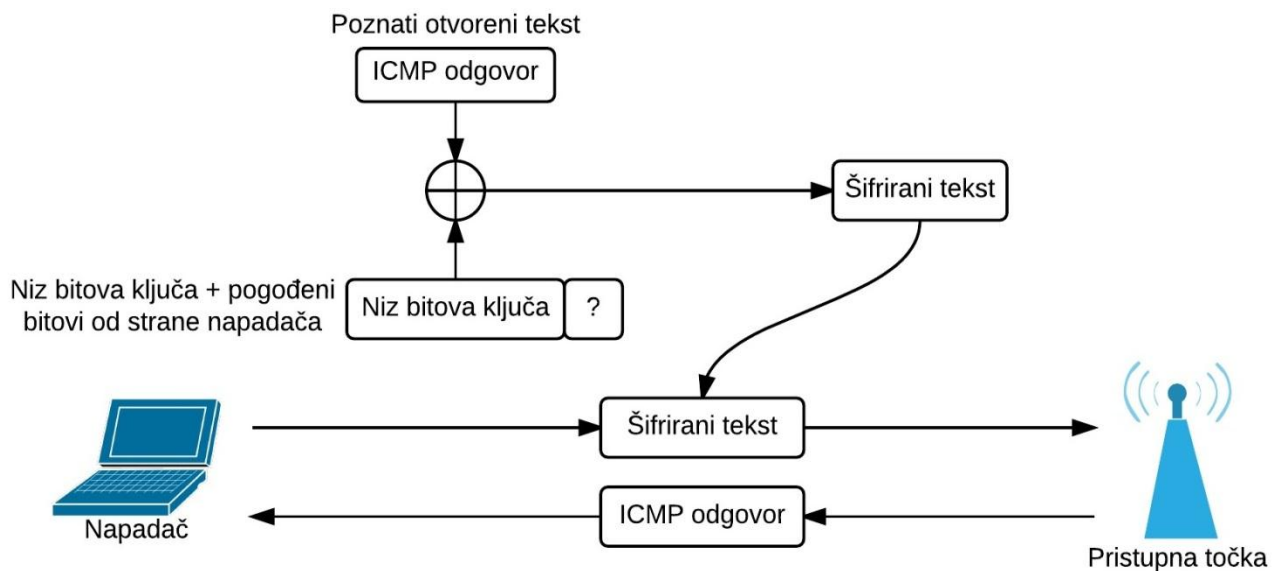 Poznati otvoreni tekst
ICMP odgovor
Šifrirani tekst
Niz bitova ključa + pogođeni
bitovi od strane napadača
Niz bitova ključa
?
Šifrirani tekst
ICMP odgovor
Napadač
Pristupna točka